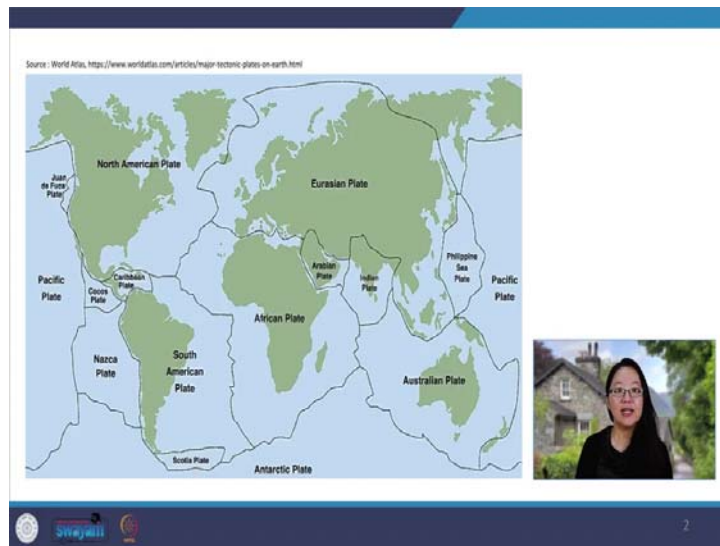 Source : World Atlas, https://www.worldatlas.com/articles/major-tectonic-plates-on-earth.html
North American Plate
Juan
de Fuca
Plate
Eurasian Plate
Pacific
Plate
Cocos
Plate
Caribbean
Plate
Arabian
Plate
Indian
Plate
Philippine
Sea
Plate
Pacific
Plate
African Plate
Nazca
Plate
South
American
Plate
Australian Plate
Scotia Plate
Antarctic Plate
swayam
2